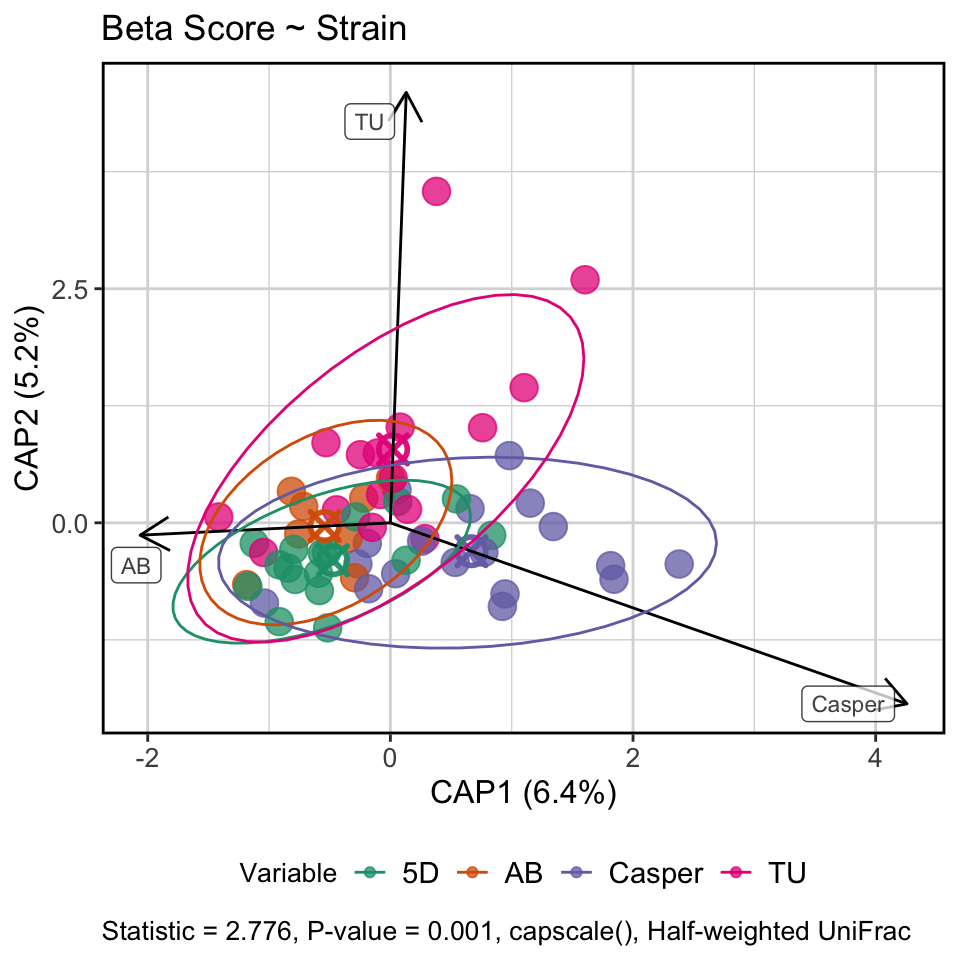 Beta Score ~ Strain
TU
2.5
CAP2 (5.2%)
0.0
AB
Casper
-2 0 2 4
CAP1 (6.4%)
Variable 5D AB Casper TU
Statistic = 2.776, P-value = 0.001, capscale(), Half-weighted UniFrac